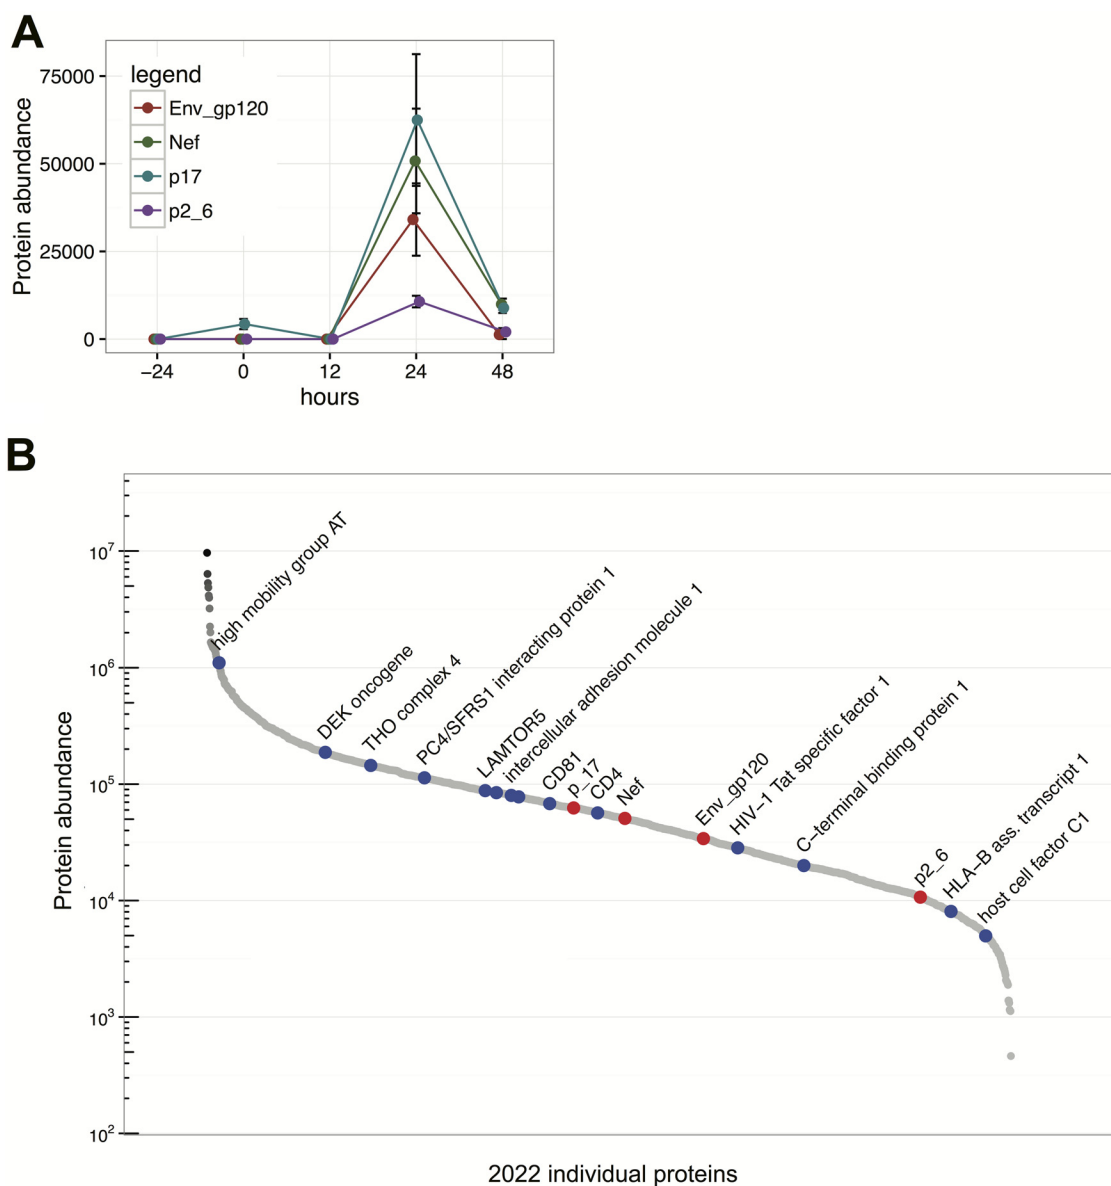 A
Protein abundance
75000
50000
25000
0
legend
Env_gp120
Nef
p17
p2_6
−24
0
12
24
48
hours
B
Protein abundance
10^7
10^6
10^5
10^4
10^3
10^2
high mobility group AT
DEK oncogene
THO complex 4
PC4/SFRS1 interacting protein 1
LAMTOR5
intercellular adhesion molecule 1
CD81
p_17
CD4
Nef
Env_gp120
HIV−1 Tat specific factor 1
C−terminal binding protein 1
p2_6
HLA−B ass. transcript 1
host cell factor C1
2022 individual proteins